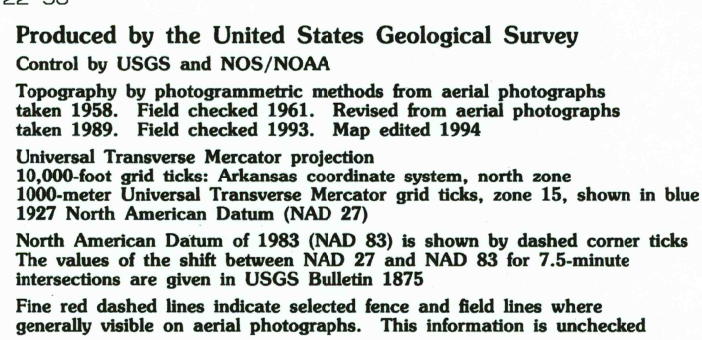 Produced by the United States Geological Survey
Control by USGS and NOS/NOAA
Topography by photogrammetric methods from aerial photographs
taken 1958. Field checked 1961. Revised from aerial photographs
taken 1989. Field checked 1993. Map edited 1994
Universal Transverse Mercator projection
10,000-foot grid ticks: Arkansas coordinate system, north zone
1000-meter Universal Transverse Mercator grid ticks, zone 15, shown in blue
1927 North American Datum (NAD 27)
North American Datum of 1983 (NAD 83) is shown by dashed corner ticks
The values of the shift between NAD 27 and NAD 83 for 7.5-minute
intersections are given in USGS Bulletin 1875
Fine red dashed lines indicate selected fence and field lines where
generally visible on aerial photographs. This information is unchecked